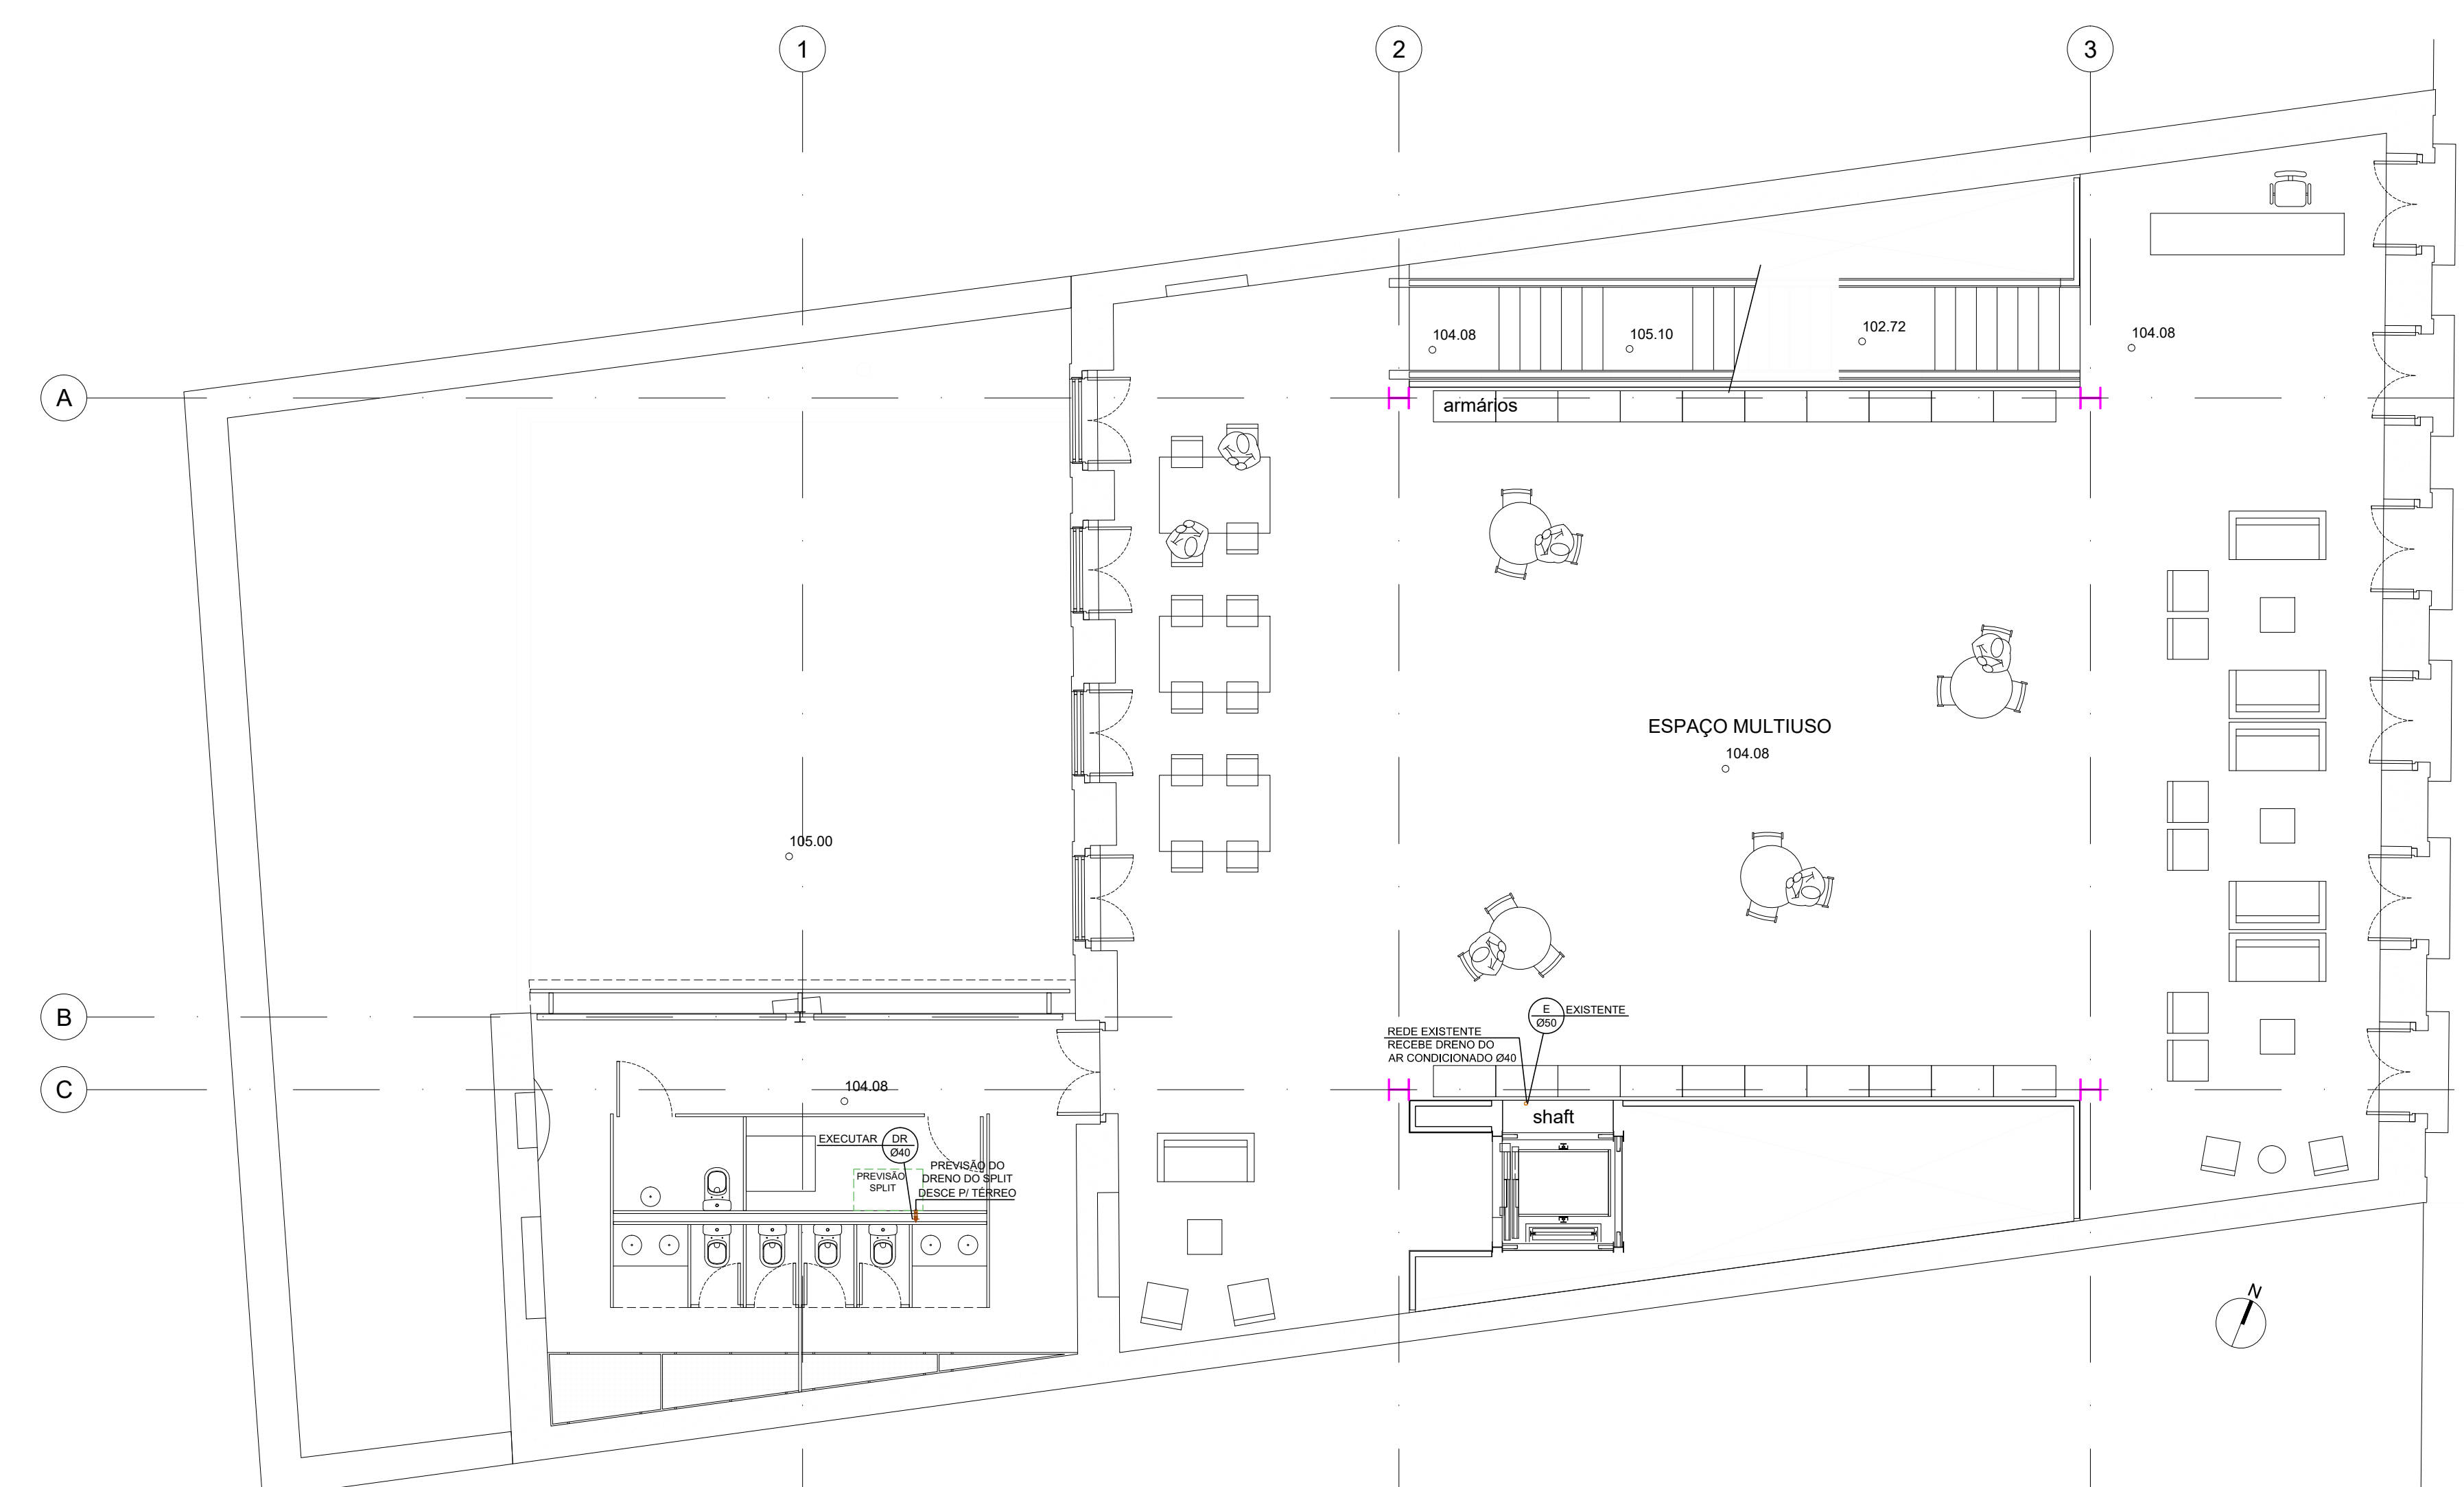 1
2
3
A
104.08
105.10
102.72
104.08
armários
ESPAÇO MULTIUSO
104.08
105.00
B
E
Ø50
EXISTENTE
REDE EXISTENTE
RECEBE DRENO DO
AR CONDICIONADO Ø40
C
104.08
shaft
EXECUTAR
DR
Ø40
PREVISÃO
SPLIT
PREVISÃO DO
DRENO DO SPLIT
DESCE P/ TÉRREO
N